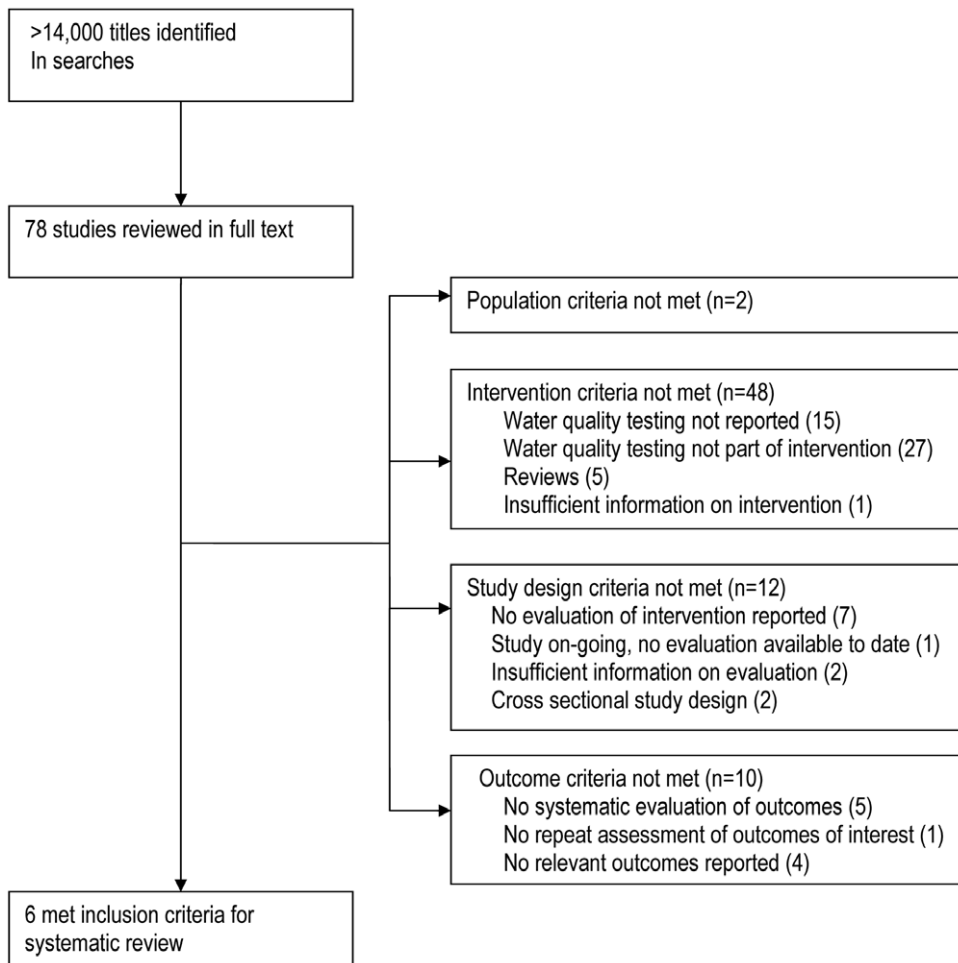 >14,000 titles identified
In searches
78 studies reviewed in full text
Population criteria not met (n=2)
Intervention criteria not met (n=48)
Water quality testing not reported (15)
Water quality testing not part of intervention (27)
Reviews (5)
Insufficient information on intervention (1)
Study design criteria not met (n=12)
No evaluation of intervention reported (7)
Study on-going, no evaluation available to date (1)
Insufficient information on evaluation (2)
Cross sectional study design (2)
Outcome criteria not met (n=10)
No systematic evaluation of outcomes (5)
No repeat assessment of outcomes of interest (1)
No relevant outcomes reported (4)
6 met inclusion criteria for
systematic review